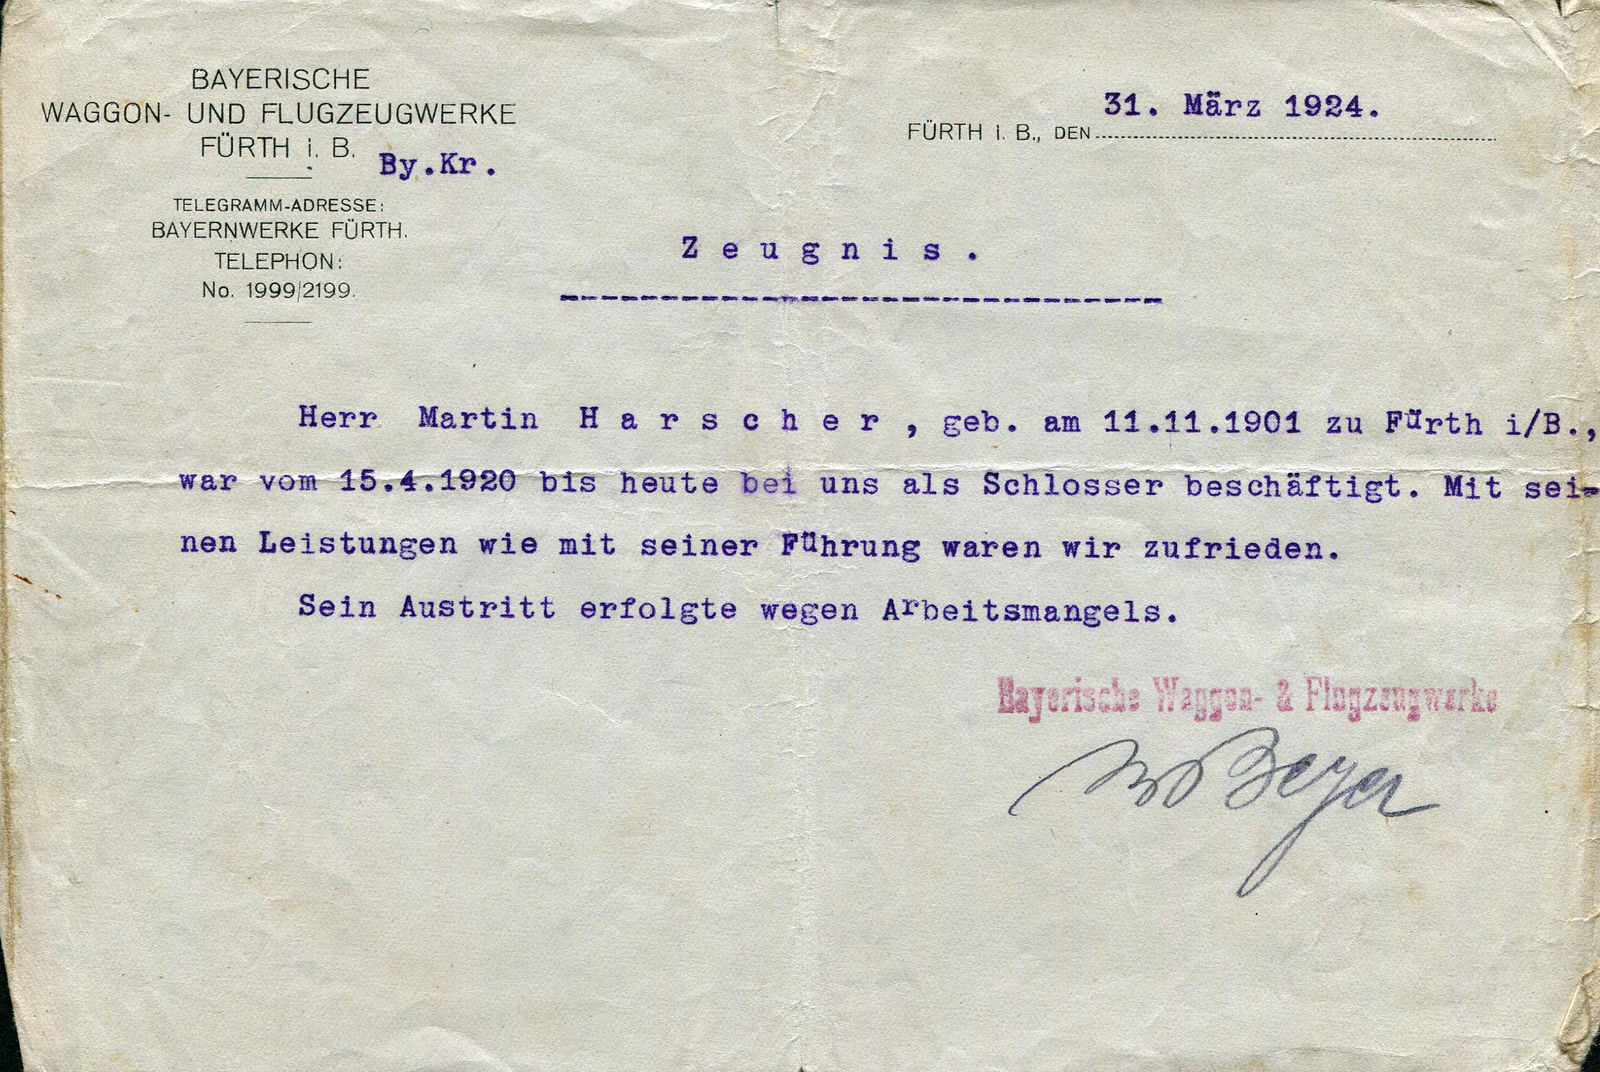 BAYERISCHE
WAGGON- UND FLUGZEUGWERKE
FÜRTH i. B.
By.Kr.
TELEGRAMM-ADRESSE:
BAYERNWERKE FÜRTH.
TELEPHON:
No. 1999/2199.
31. März 1924.
FÜRTH i. B., DEN
Zeugnis.
Herr Martin Harscher, geb. am 11.11.1901 zu Fürth i/B.,
war vom 15.4.1920 bis heute bei uns als Schlosser beschäftigt. Mit sei-
nen Leistungen wie mit seiner Führung waren wir zufrieden.
Sein Austritt erfolgte wegen Arbeitsmangels.
Bayerische Waggon- & Flugzeugwerke
Beyer